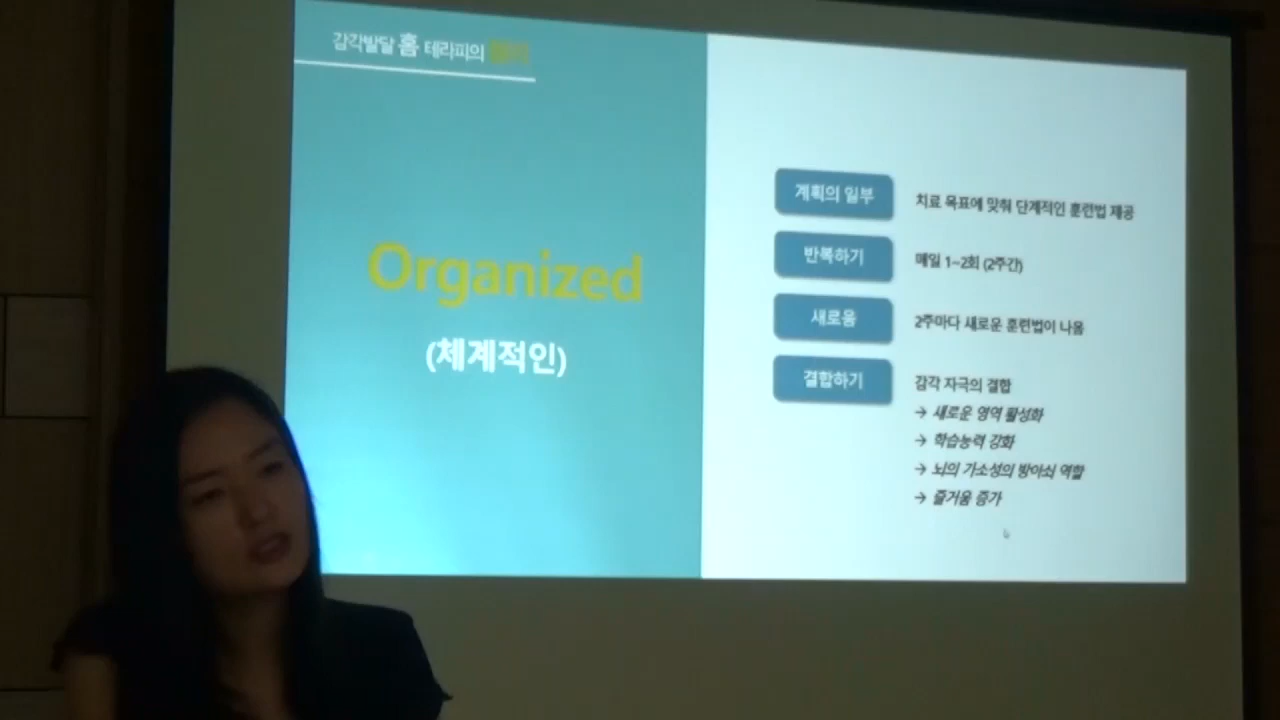 감각발달 홈 테라피의
Organized
(체계적인)
계획의 일부
치료 목표에 맞춰 단계적인 훈련법 제공
반복하기
매일 1~2회 (2주간)
새로움
2주마다 새로운 훈련법이 나옴
결합하기
감각 자극의 결합
→ 새로운 영역 활성화
→ 학습능력 강화
→ 뇌의 가소성의 방아쇠 역할
→ 즐거움 증가